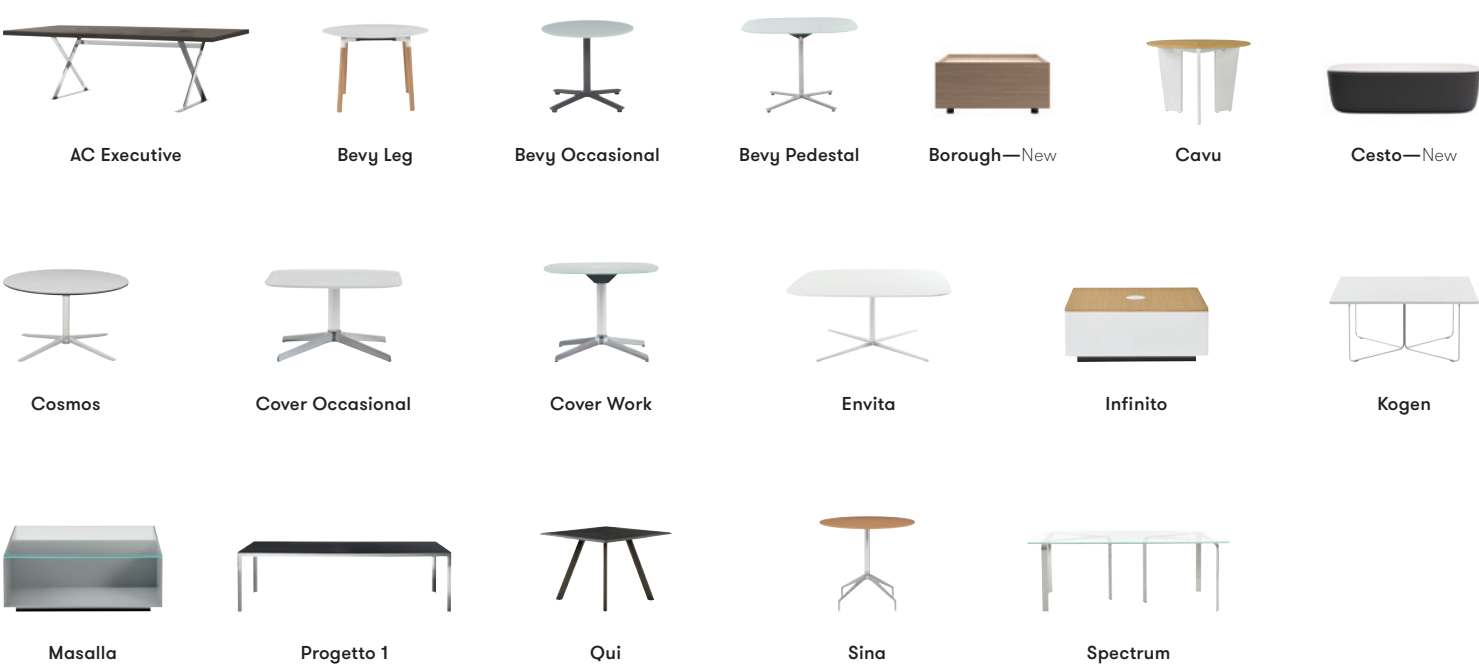 AC Executive
Bevy Leg
Bevy Occasional
Bevy Pedestal
Borough—New
Cavu
Cesto—New
Cosmos
Cover Occasional
Cover Work
Envita
Infinito
Kogen
Masalla
Progetto 1
Qui
Sina
Spectrum